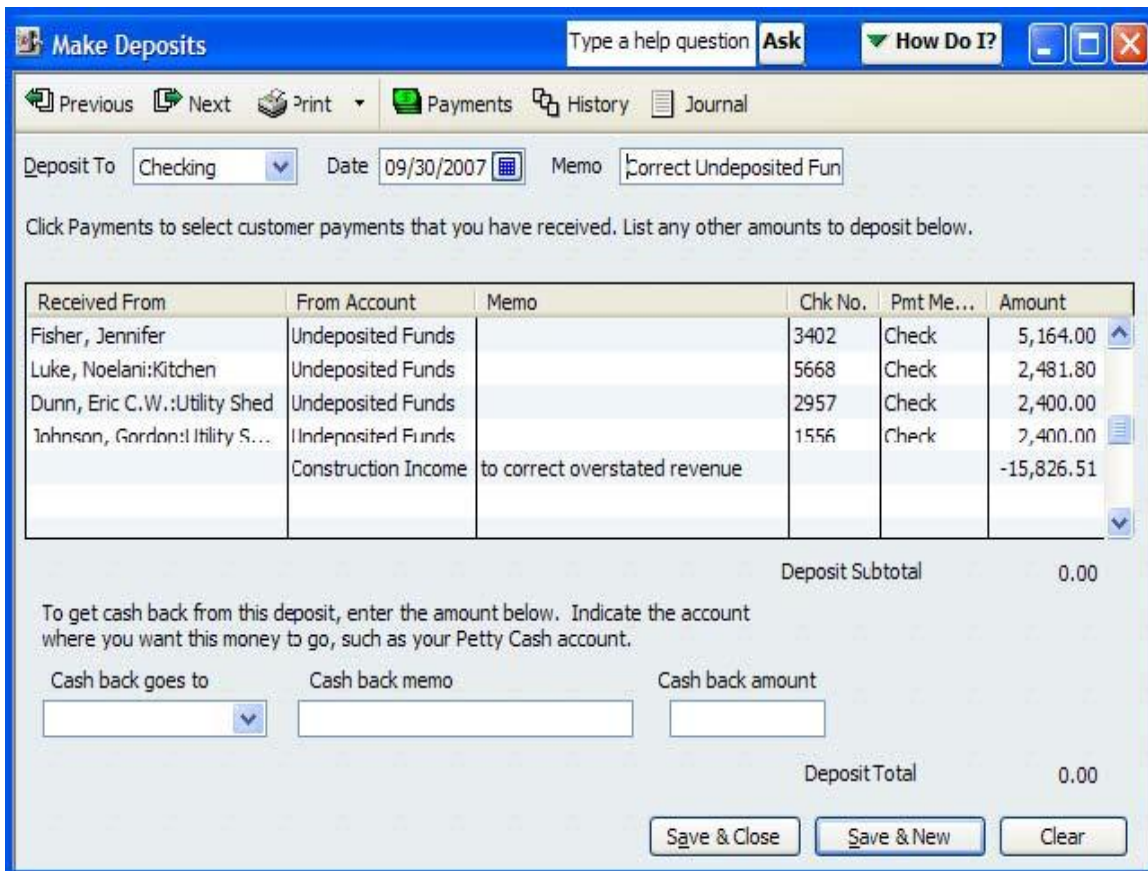 Make Deposits Type a help question Ask How Do I?
Previous Next Print Payments History Journal
Deposit To Checking Date 09/30/2007 Memo Correct Undeposited Fun
Click Payments to select customer payments that you have received. List any other amounts to deposit below.
Received From From Account Memo Chk No. Pmt Me... Amount
Fisher, Jennifer Undeposited Funds 3402 Check 5,164.00
Luke, Noelani:Kitchen Undeposited Funds 5668 Check 2,481.80
Dunn, Eric C.W.:Utility Shed Undeposited Funds 2957 Check 2,400.00
Johnson, Gordon:Utility S... Undeposited Funds 1556 Check 2,400.00
Construction Income to correct overstated revenue -15,826.51
Deposit Subtotal 0.00
To get cash back from this deposit, enter the amount below. Indicate the account
where you want this money to go, such as your Petty Cash account.
Cash back goes to Cash back memo Cash back amount
Deposit Total 0.00
Save & Close Save & New Clear